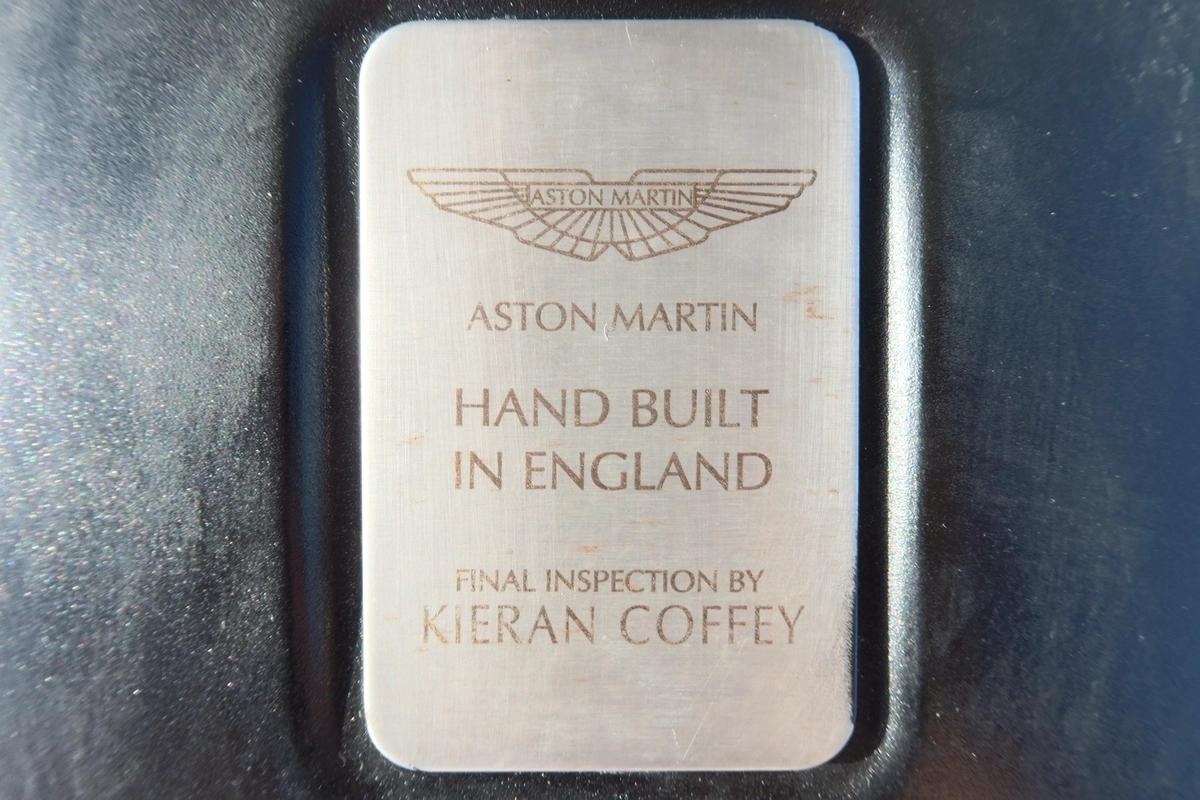 ASTON MARTIN
ASTON MARTIN
HAND BUILT
IN ENGLAND
FINAL INSPECTION BY
KIERAN COFFEY